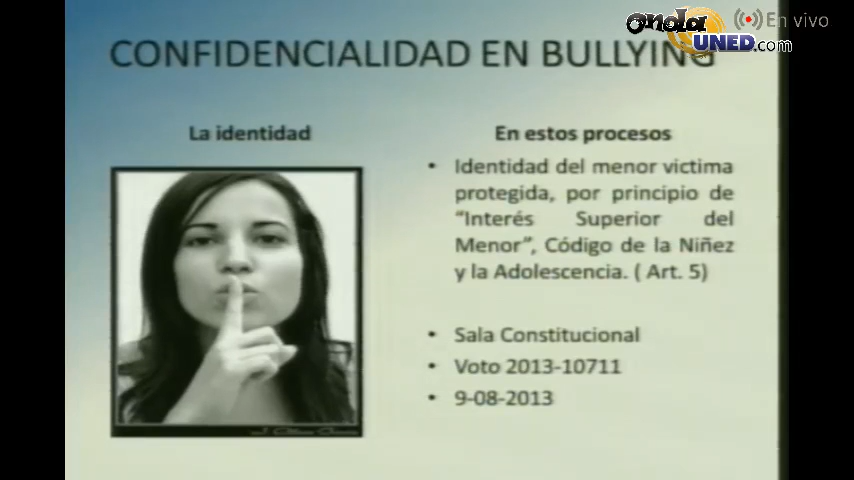 onda
UNED.com
En vivo
CONFIDENCIALIDAD EN BULLYING
La identidad
En estos procesos
• Identidad del menor victima
protegida, por principio de
“Interés Superior del
Menor”, Código de la Niñez
y la Adolescencia. ( Art. 5)
• Sala Constitucional
• Voto 2013-10711
• 9-08-2013